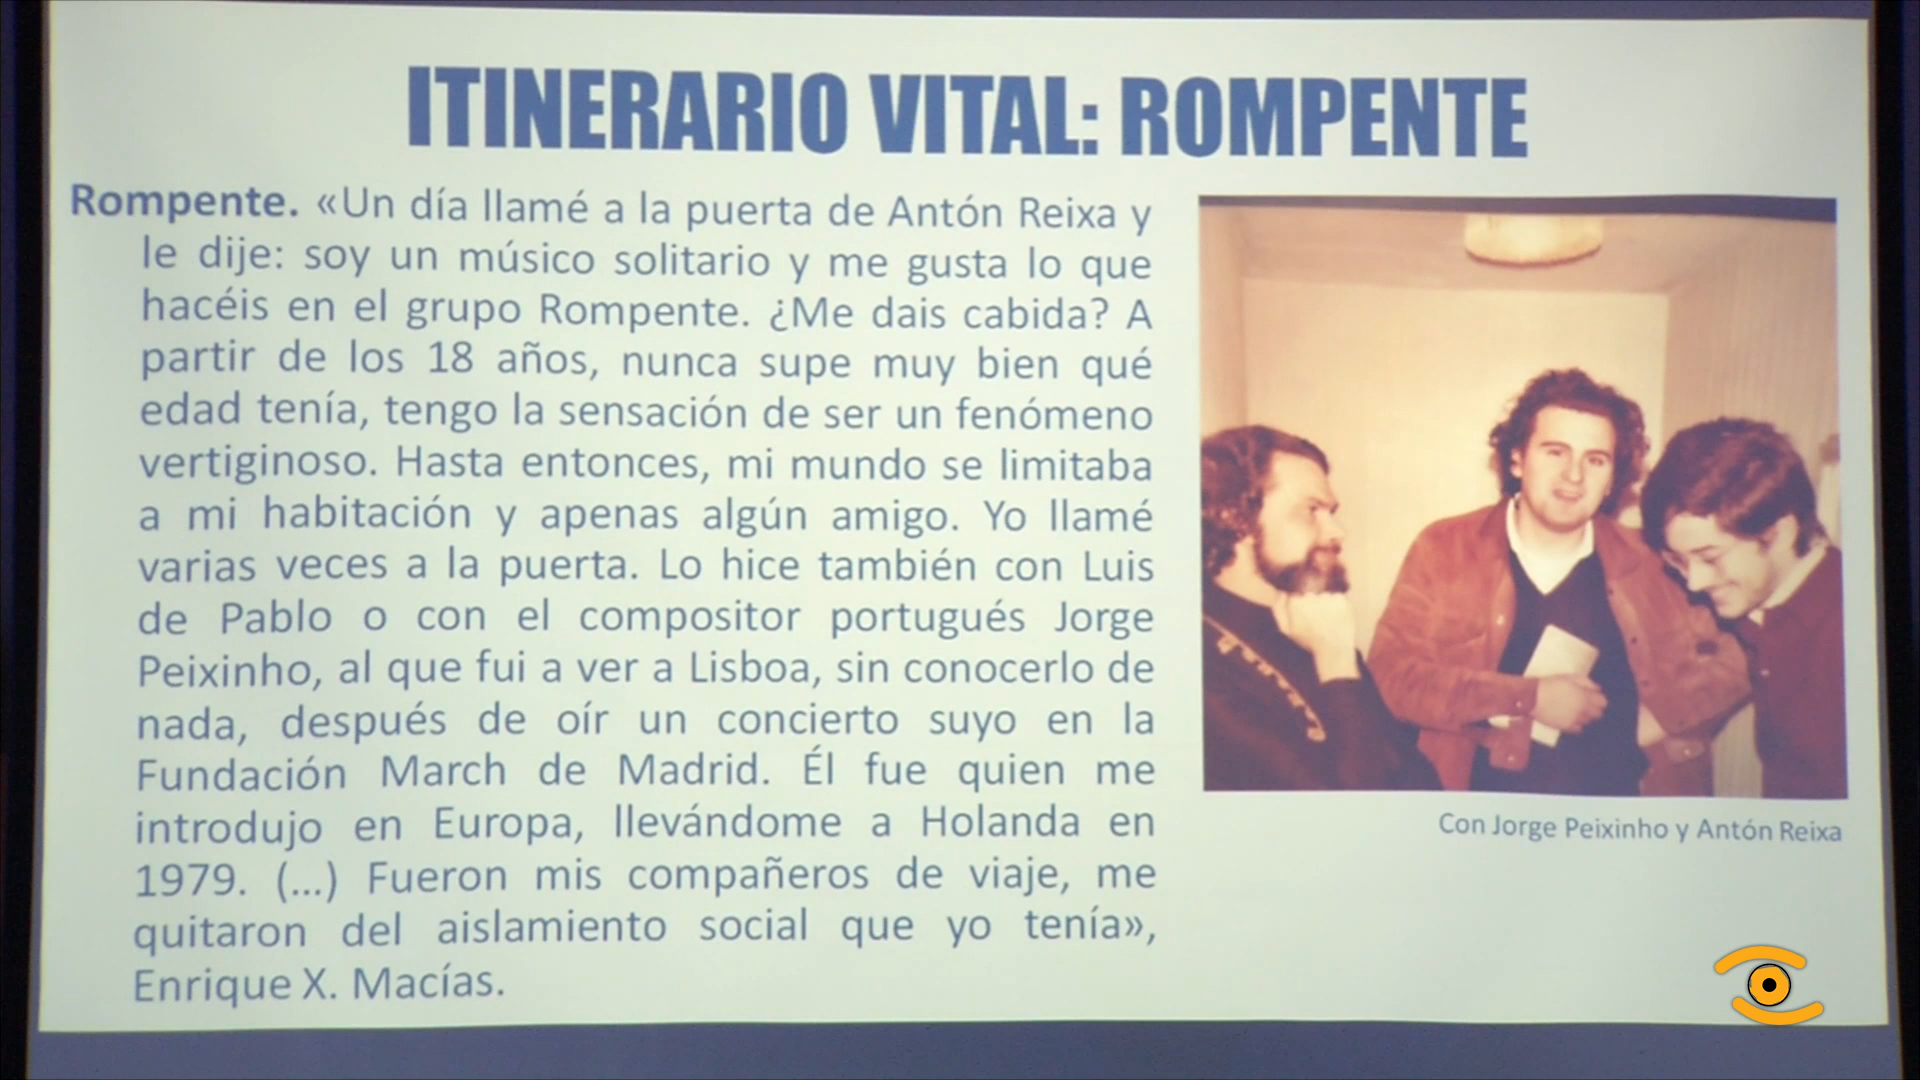 ITINERARIO VITAL: ROMPENTE
Rompente. «Un día llamé a la puerta de Antón Reixa y
le dije: soy un músico solitario y me gusta lo que
hacéis en el grupo Rompente. ¿Me dais cabida? A
partir de los 18 años, nunca supe muy bien qué
edad tenía, tengo la sensación de ser un fenómeno
vertiginoso. Hasta entonces, mi mundo se limitaba
a mi habitación y apenas algún amigo. Yo llamé
varias veces a la puerta. Lo hice también con Luis
de Pablo o con el compositor portugués Jorge
Peixinho, al que fui a ver a Lisboa, sin conocerlo de
nada, después de oír un concierto suyo en la
Fundación March de Madrid. Él fue quien me
introdujo en Europa, llevándome a Holanda en
1979. (...) Fueron mis compañeros de viaje, me
quitaron del aislamiento social que yo tenía»,
Enrique X. Macías.
Con Jorge Peixinho y Antón Reixa